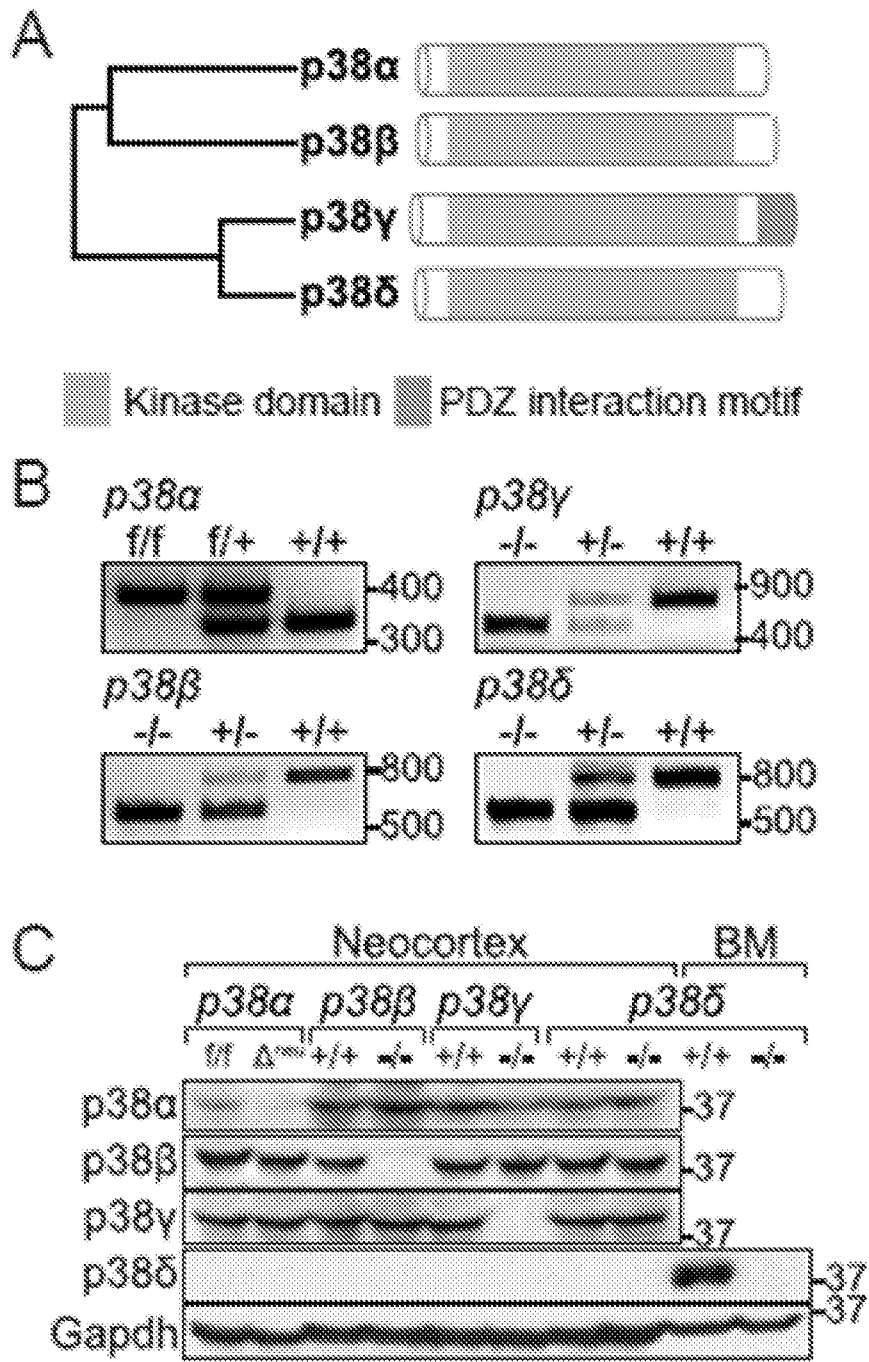 A
p38α
p38β
p38γ
p38δ
Kinase domain PDZ interaction motif
B
p38α p38γ
f/f f/+ +/+ -/- +/- +/+
400 900
300 400
p38β p38δ
-/- +/- +/+ -/- +/- +/+
800 800
500 500
C
Neocortex BM
p38α p38β p38γ p38δ
f/f Δ +/+ -/- +/+ -/- +/+ -/- +/+ -/-
p38α 37
p38β 37
p38γ 37
p38δ 37
37
Gapdh